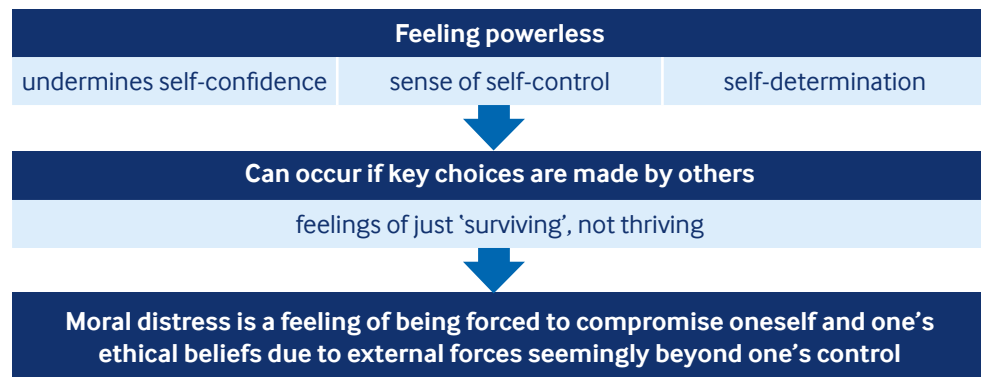 Feeling powerless
undermines self-confidence sense of self-control self-determination
Can occur if key choices are made by others
feelings of just ‘surviving’, not thriving
Moral distress is a feeling of being forced to compromise oneself and one’s
ethical beliefs due to external forces seemingly beyond one’s control